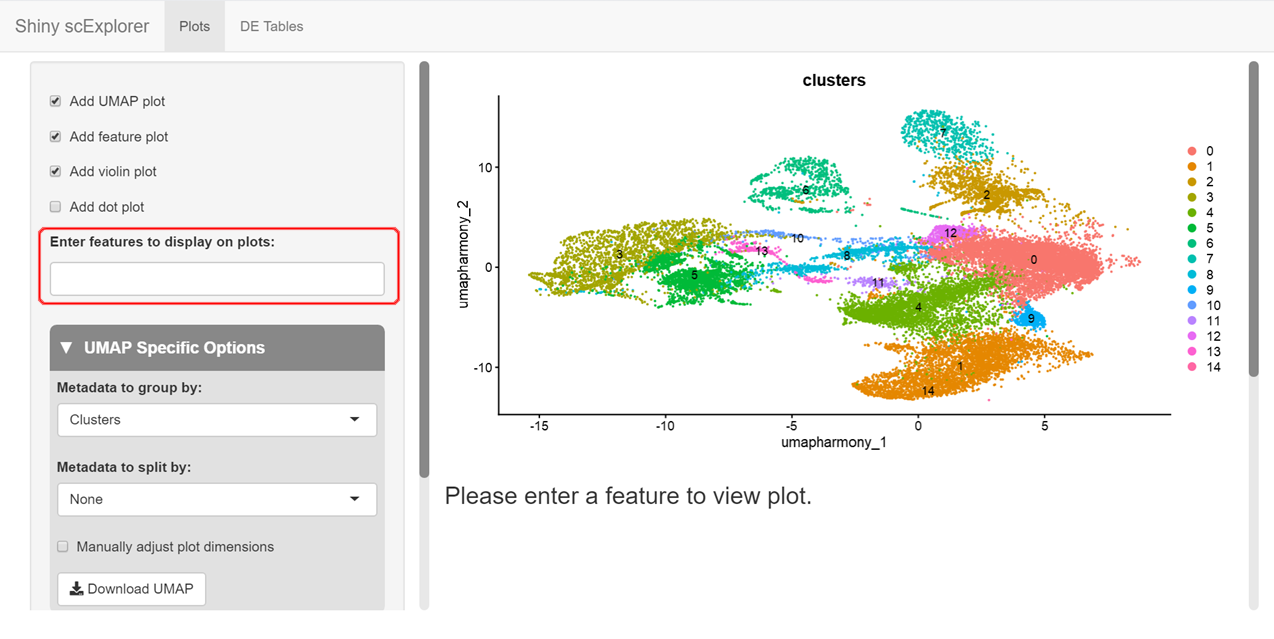 Shiny scExplorer
Plots
DE Tables
Add UMAP plot
Add feature plot
Add violin plot
Add dot plot
Enter features to display on plots:
UMAP Specific Options
Metadata to group by:
Clusters
Metadata to split by:
None
Manually adjust plot dimensions
Download UMAP
clusters
umapharmony_2
10
0
-10
-15
-10
-5
0
5
umapharmony_1
7
6
2
12
10
3
13
8
0
5
11
4
9
1
14
0
1
2
3
4
5
6
7
8
9
10
11
12
13
14
Please enter a feature to view plot.